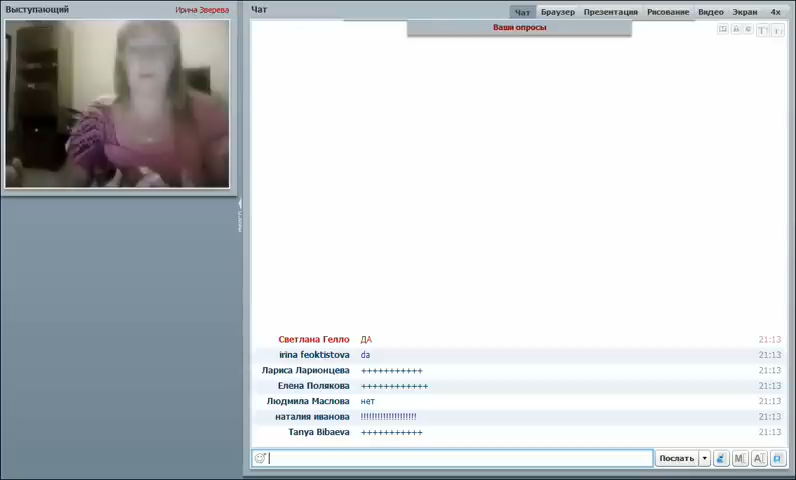 Выступающий Ирина Зверева
Чат Чат Браузер Презентация Рисование Видео Экран 4x
Ваши опросы
Светлана Гелло ДА 21:13
irina feoktistova da 21:13
Лариса Ларионцева +++++++++++ 21:13
Елена Полякова ++++++++++++ 21:13
Людмила Маслова нет 21:13
наталия иванова !!!!!!!!!!!!!!!!!!!! 21:13
Tanya Bibaeva +++++++++++ 21:13
Послать